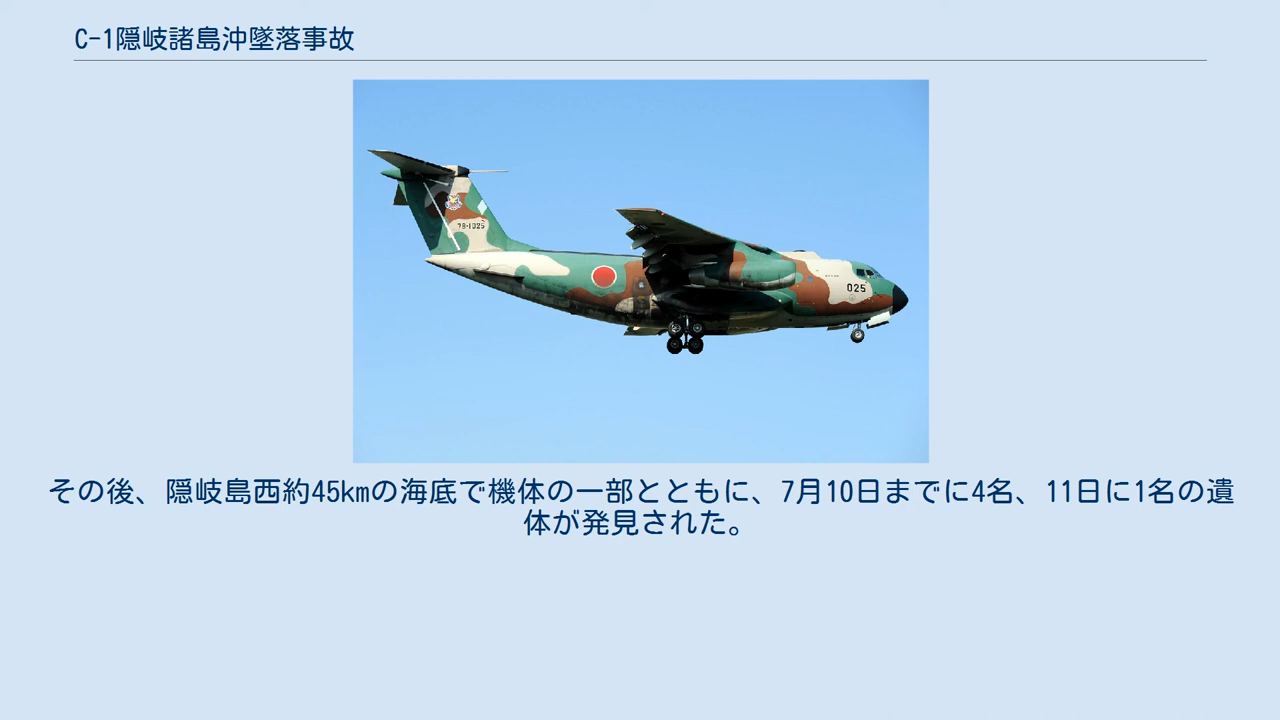 C-1隠岐諸島沖墜落事故
78-1025
025
その後、隠岐島西約45kmの海底で機体の一部とともに、7月10日までに4名、11日に1名の遺
体が発見された。